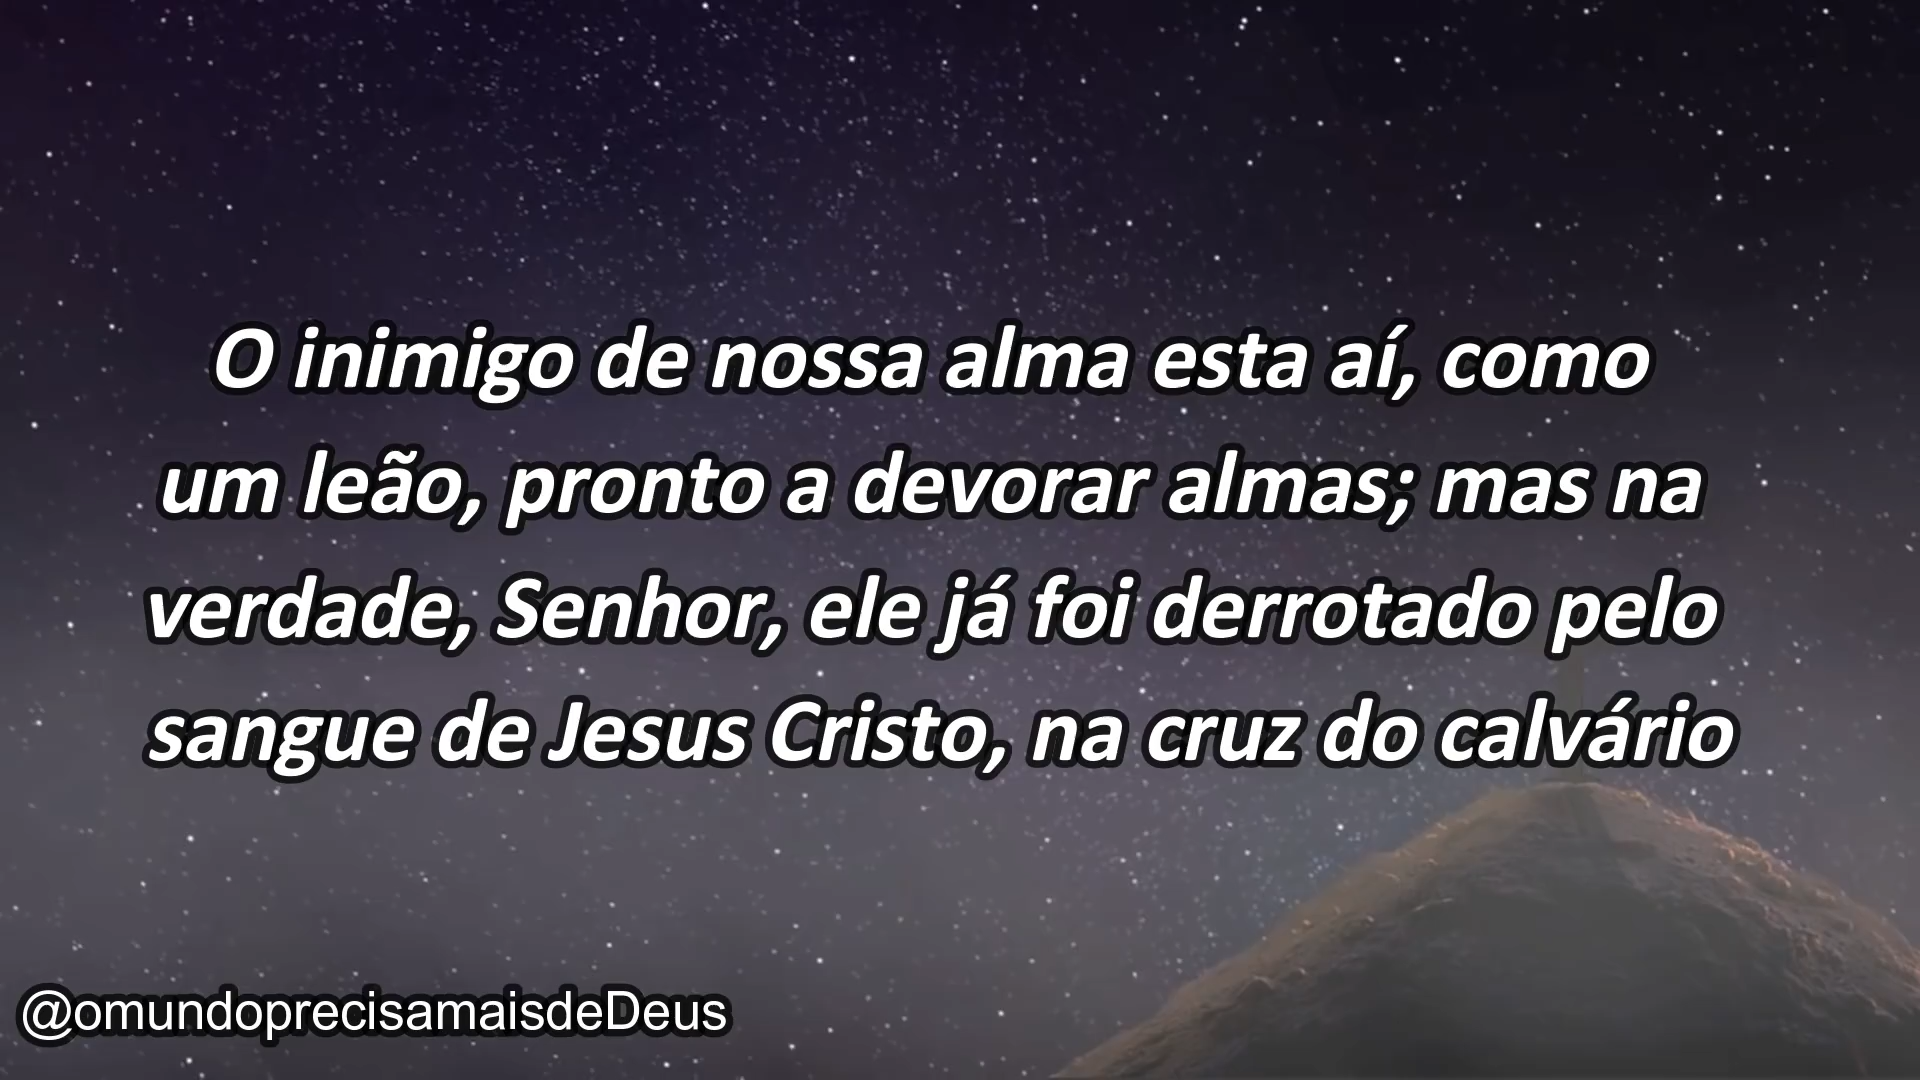 O inimigo de nossa alma esta aí, como
um leão, pronto a devorar almas; mas na
verdade, Senhor, ele já foi derrotado pelo
sangue de Jesus Cristo, na cruz do calvário
@omundoprecisamaisdeDeus